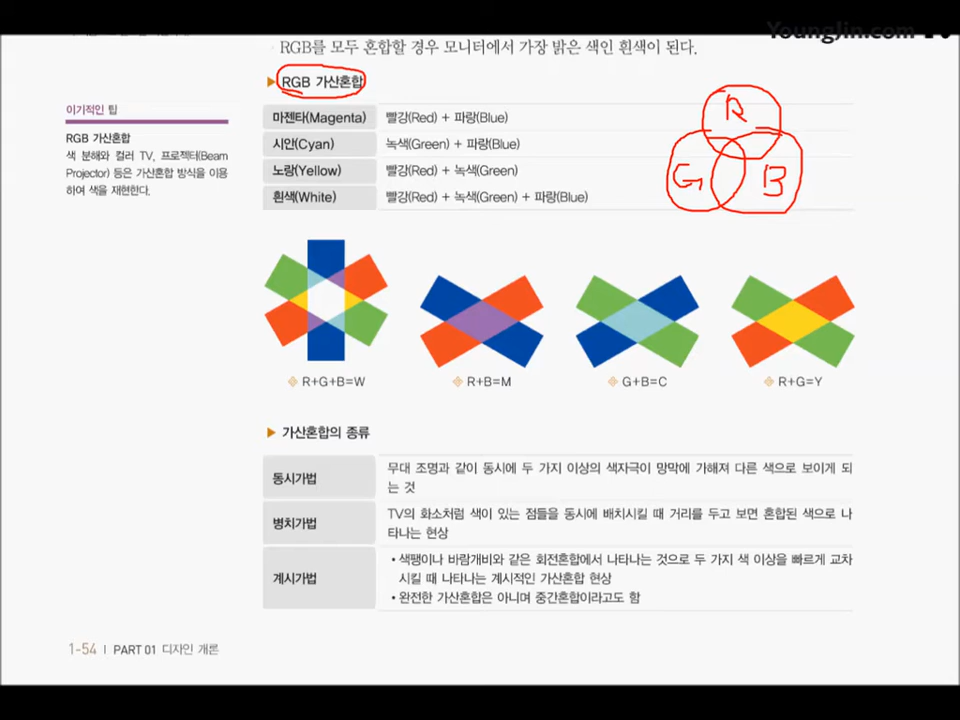 Younglin.com
RGB를 모두 혼합할 경우 모니터에서 가장 밝은 색인 흰색이 된다.
▶ RGB 가산혼합
이기적인 팁
RGB 가산혼합
색 분해와 컬러 TV, 프로젝터(Beam
Projector) 등은 가산혼합 방식을 이용
하여 색을 재현한다.
마젠타(Magenta) 빨강(Red) + 파랑(Blue)
시안(Cyan) 녹색(Green) + 파랑(Blue)
노랑(Yellow) 빨강(Red) + 녹색(Green)
흰색(White) 빨강(Red) + 녹색(Green) + 파랑(Blue)
R
G B
R+G+B=W R+B=M G+B=C R+G=Y
▶ 가산혼합의 종류
동시가법 무대 조명과 같이 동시에 두 가지 이상의 색자극이 망막에 가해져 다른 색으로 보이게 되
는 것
병치가법 TV의 화소처럼 색이 있는 점들을 동시에 배치시킬 때 거리를 두고 보면 혼합된 색으로 나
타나는 현상
계시가법 • 색팽이나 바람개비와 같은 회전혼합에서 나타나는 것으로 두 가지 색 이상을 빠르게 교차
시킬 때 나타나는 계시적인 가산혼합 현상
• 완전한 가산혼합은 아니며 중간혼합이라고도 함
1-54 | PART 01 디자인 개론